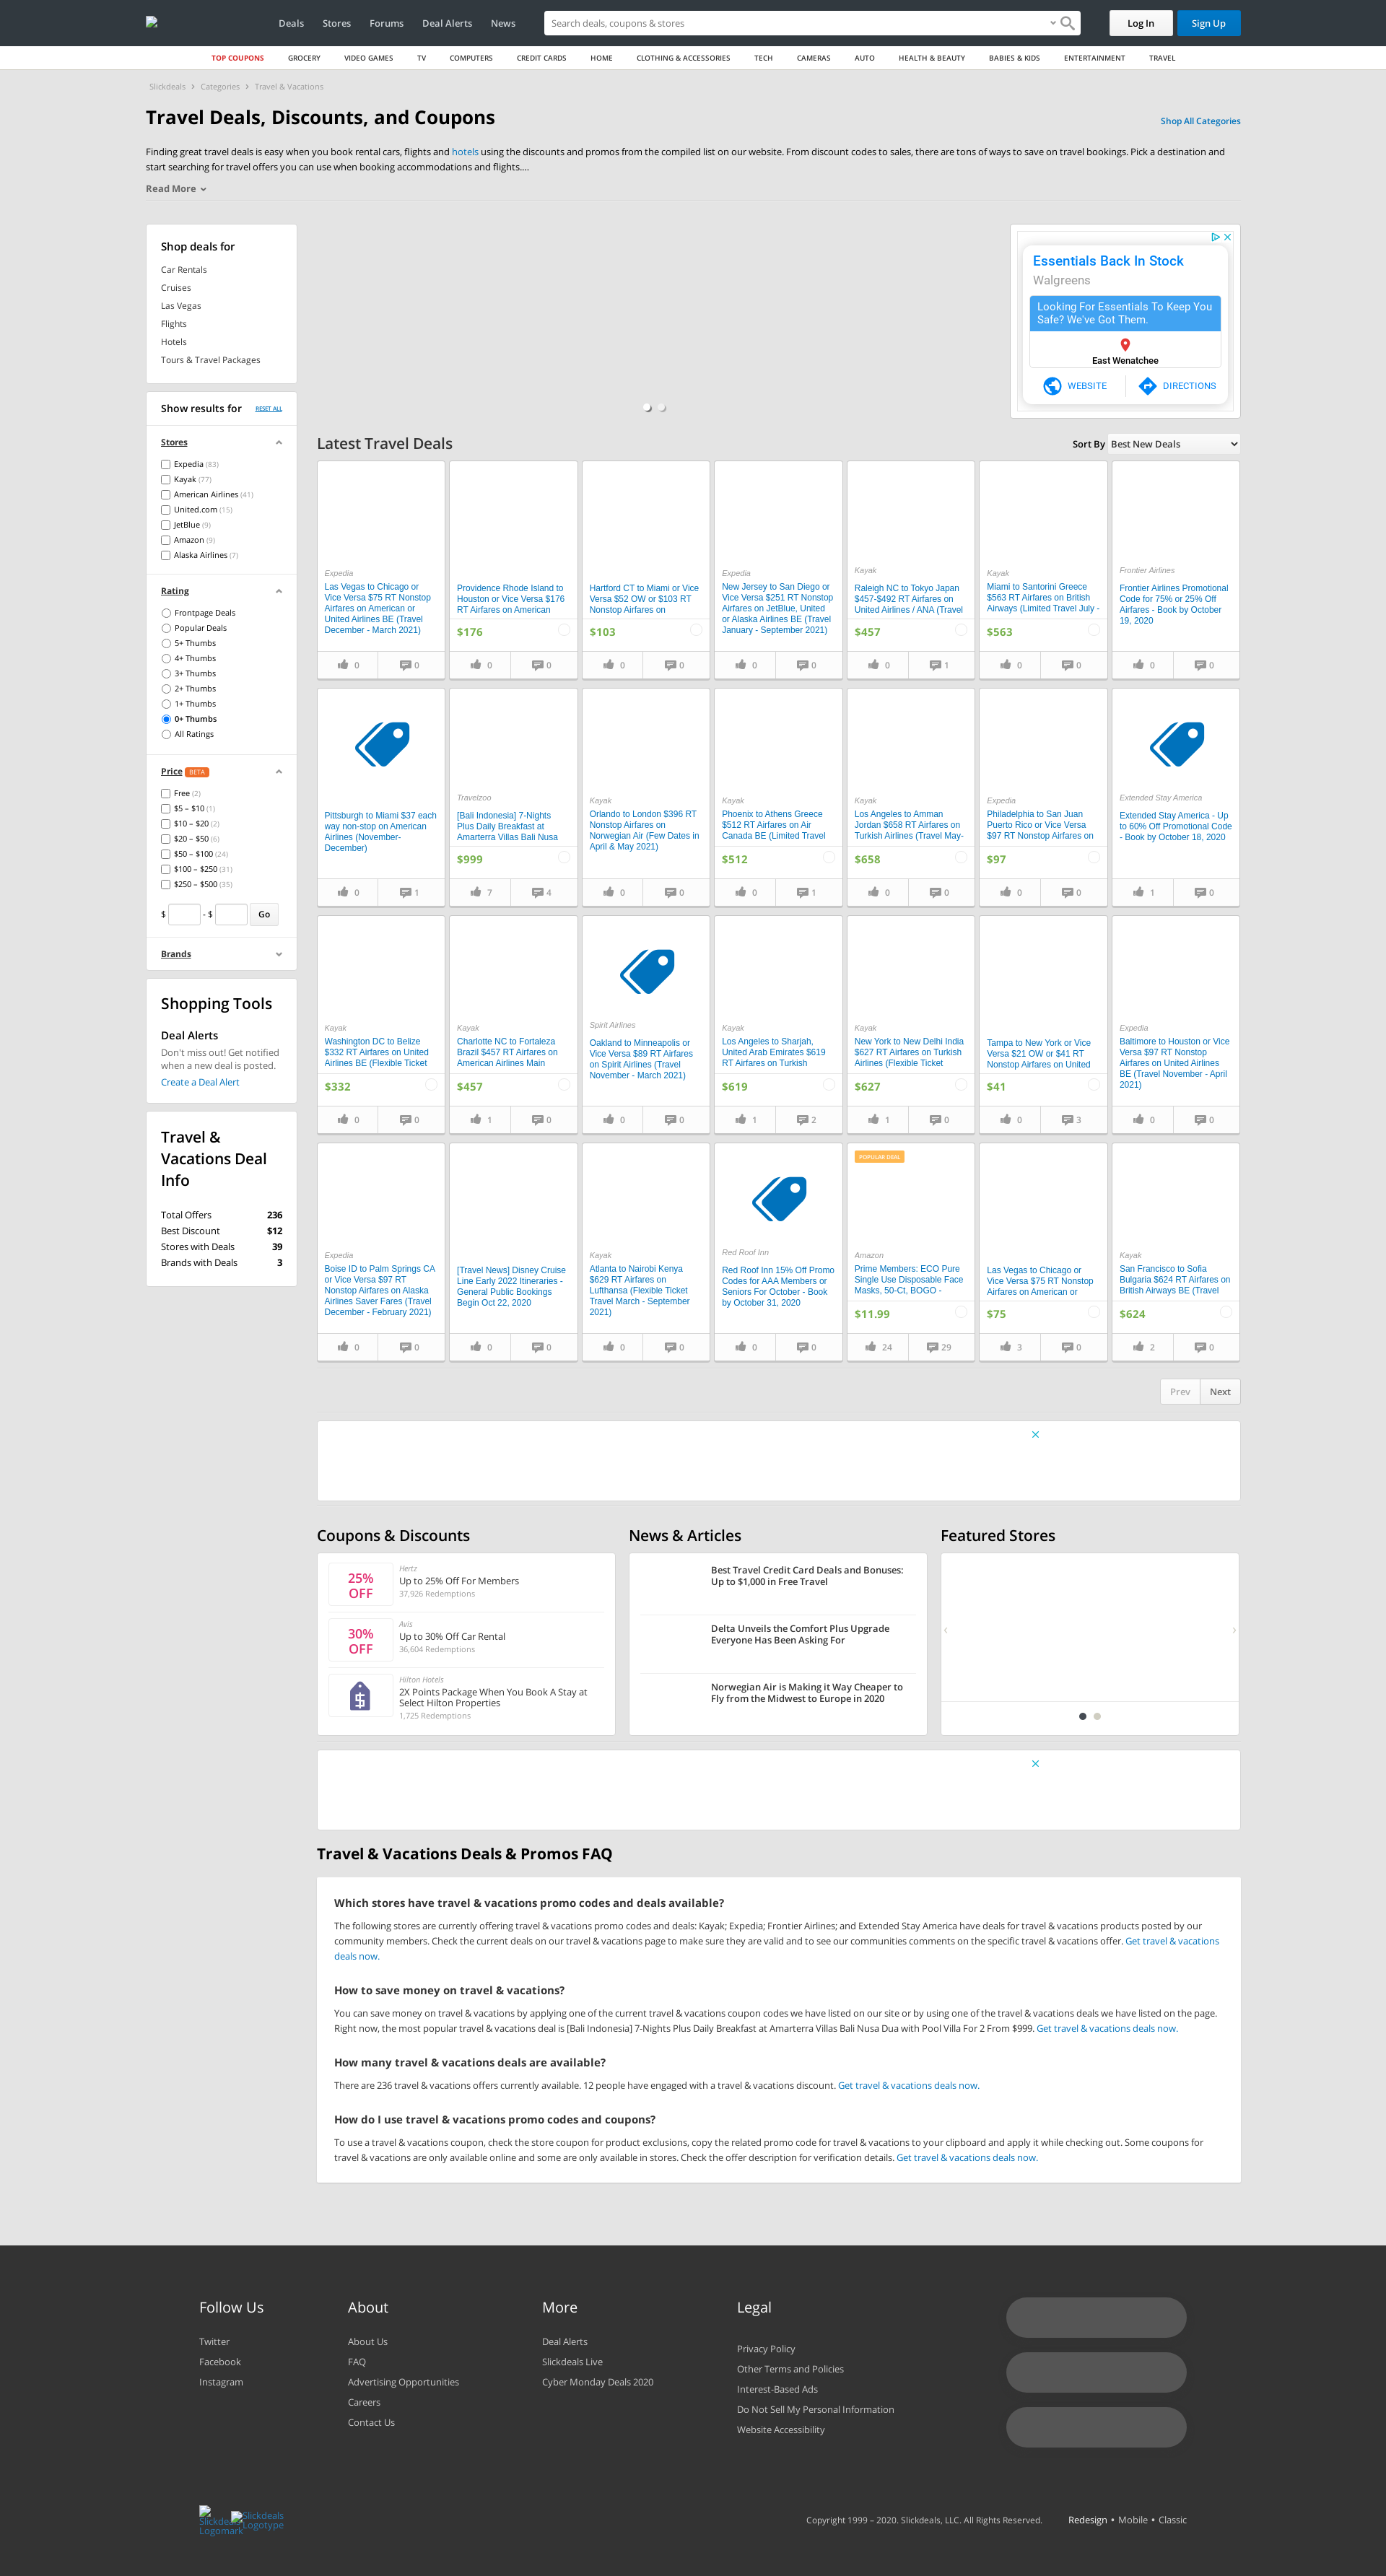 Deals
Stores
Forums
Deal Alerts
News
Search deals, coupons & stores
Log In
Sign Up
TOP COUPONS
GROCERY
VIDEO GAMES
TV
COMPUTERS
CREDIT CARDS
HOME
CLOTHING & ACCESSORIES
TECH
CAMERAS
AUTO
HEALTH & BEAUTY
BABIES & KIDS
ENTERTAINMENT
TRAVEL
Slickdeals › Categories › Travel & Vacations
Travel Deals, Discounts, and Coupons
Shop All Categories
Finding great travel deals is easy when you book rental cars, flights and hotels using the discounts and promos from the compiled list on our website. From discount codes to sales, there are tons of ways to save on travel bookings. Pick a destination and
start searching for travel offers you can use when booking accommodations and flights....
Read More
Shop deals for
Car Rentals
Cruises
Las Vegas
Flights
Hotels
Tours & Travel Packages
Essentials Back In Stock
Walgreens
Looking For Essentials To Keep You
Safe? We've Got Them.
East Wenatchee
WEBSITE
DIRECTIONS
Show results for
RESET ALL
Stores
Expedia (83)
Kayak (77)
American Airlines (41)
United.com (15)
JetBlue (9)
Amazon (9)
Alaska Airlines (7)
Rating
Frontpage Deals
Popular Deals
5+ Thumbs
4+ Thumbs
3+ Thumbs
2+ Thumbs
1+ Thumbs
0+ Thumbs
All Ratings
Price BETA
Free (2)
$5 – $10 (1)
$10 – $20 (2)
$20 – $50 (6)
$50 – $100 (24)
$100 – $250 (31)
$250 – $500 (35)
$ - $ Go
Brands
Shopping Tools
Deal Alerts
Don't miss out! Get notified
when a new deal is posted.
Create a Deal Alert
Travel &
Vacations Deal
Info
Total Offers 236
Best Discount $12
Stores with Deals 39
Brands with Deals 3
Latest Travel Deals
Sort By Best New Deals
Expedia
Las Vegas to Chicago or
Vice Versa $75 RT Nonstop
Airfares on American or
United Airlines BE (Travel
December - March 2021)
0 0
Providence Rhode Island to
Houston or Vice Versa $176
RT Airfares on American
$176
0 0
Hartford CT to Miami or Vice
Versa $52 OW or $103 RT
Nonstop Airfares on
$103
0 0
Expedia
New Jersey to San Diego or
Vice Versa $251 RT Nonstop
Airfares on JetBlue, United
or Alaska Airlines BE (Travel
January - September 2021)
0 0
Kayak
Raleigh NC to Tokyo Japan
$457-$492 RT Airfares on
United Airlines / ANA (Travel
$457
0 1
Kayak
Miami to Santorini Greece
$563 RT Airfares on British
Airways (Limited Travel July -
$563
0 0
Frontier Airlines
Frontier Airlines Promotional
Code for 75% or 25% Off
Airfares - Book by October
19, 2020
0 0
Pittsburgh to Miami $37 each
way non-stop on American
Airlines (November-
December)
0 1
Travelzoo
[Bali Indonesia] 7-Nights
Plus Daily Breakfast at
Amarterra Villas Bali Nusa
$999
7 4
Kayak
Orlando to London $396 RT
Nonstop Airfares on
Norwegian Air (Few Dates in
April & May 2021)
0 0
Kayak
Phoenix to Athens Greece
$512 RT Airfares on Air
Canada BE (Limited Travel
$512
0 1
Kayak
Los Angeles to Amman
Jordan $658 RT Airfares on
Turkish Airlines (Travel May-
$658
0 0
Expedia
Philadelphia to San Juan
Puerto Rico or Vice Versa
$97 RT Nonstop Airfares on
$97
0 0
Extended Stay America
Extended Stay America - Up
to 60% Off Promotional Code
- Book by October 18, 2020
1 0
Kayak
Washington DC to Belize
$332 RT Airfares on United
Airlines BE (Flexible Ticket
$332
0 0
Kayak
Charlotte NC to Fortaleza
Brazil $457 RT Airfares on
American Airlines Main
$457
1 0
Spirit Airlines
Oakland to Minneapolis or
Vice Versa $89 RT Airfares
on Spirit Airlines (Travel
November - March 2021)
0 0
Kayak
Los Angeles to Sharjah,
United Arab Emirates $619
RT Airfares on Turkish
$619
1 2
Kayak
New York to New Delhi India
$627 RT Airfares on Turkish
Airlines (Flexible Ticket
$627
1 0
Tampa to New York or Vice
Versa $21 OW or $41 RT
Nonstop Airfares on United
$41
0 3
Expedia
Baltimore to Houston or Vice
Versa $97 RT Nonstop
Airfares on United Airlines
BE (Travel November - April
2021)
0 0
Expedia
Boise ID to Palm Springs CA
or Vice Versa $97 RT
Nonstop Airfares on Alaska
Airlines Saver Fares (Travel
December - February 2021)
0 0
[Travel News] Disney Cruise
Line Early 2022 Itineraries -
General Public Bookings
Begin Oct 22, 2020
0 0
Kayak
Atlanta to Nairobi Kenya
$629 RT Airfares on
Lufthansa (Flexible Ticket
Travel March - September
2021)
0 0
Red Roof Inn
Red Roof Inn 15% Off Promo
Codes for AAA Members or
Seniors For October - Book
by October 31, 2020
0 0
POPULAR DEAL
Amazon
Prime Members: ECO Pure
Single Use Disposable Face
Masks, 50-Ct, BOGO -
$11.99
24 29
Las Vegas to Chicago or
Vice Versa $75 RT Nonstop
Airfares on American or
$75
3 0
Kayak
San Francisco to Sofia
Bulgaria $624 RT Airfares on
British Airways BE (Travel
$624
2 0
Prev
Next
Coupons & Discounts
25%
OFF
Hertz
Up to 25% Off For Members
37,926 Redemptions
30%
OFF
Avis
Up to 30% Off Car Rental
36,604 Redemptions
Hilton Hotels
2X Points Package When You Book A Stay at
Select Hilton Properties
1,725 Redemptions
News & Articles
Best Travel Credit Card Deals and Bonuses:
Up to $1,000 in Free Travel
Delta Unveils the Comfort Plus Upgrade
Everyone Has Been Asking For
Norwegian Air is Making it Way Cheaper to
Fly from the Midwest to Europe in 2020
Featured Stores
Travel & Vacations Deals & Promos FAQ
Which stores have travel & vacations promo codes and deals available?
The following stores are currently offering travel & vacations promo codes and deals: Kayak; Expedia; Frontier Airlines; and Extended Stay America have deals for travel & vacations products posted by our
community members. Check the current deals on our travel & vacations page to make sure they are valid and to see our communities comments on the specific travel & vacations offer. Get travel & vacations
deals now.
How to save money on travel & vacations?
You can save money on travel & vacations by applying one of the current travel & vacations coupon codes we have listed on our site or by using one of the travel & vacations deals we have listed on the page.
Right now, the most popular travel & vacations deal is [Bali Indonesia] 7-Nights Plus Daily Breakfast at Amarterra Villas Bali Nusa Dua with Pool Villa For 2 From $999. Get travel & vacations deals now.
How many travel & vacations deals are available?
There are 236 travel & vacations offers currently available. 12 people have engaged with a travel & vacations discount. Get travel & vacations deals now.
How do I use travel & vacations promo codes and coupons?
To use a travel & vacations coupon, check the store coupon for product exclusions, copy the related promo code for travel & vacations to your clipboard and apply it while checking out. Some coupons for
travel & vacations are only available online and some are only available in stores. Check the offer description for verification details. Get travel & vacations deals now.
Follow Us
Twitter
Facebook
Instagram
About
About Us
FAQ
Advertising Opportunities
Careers
Contact Us
More
Deal Alerts
Slickdeals Live
Cyber Monday Deals 2020
Legal
Privacy Policy
Other Terms and Policies
Interest-Based Ads
Do Not Sell My Personal Information
Website Accessibility
Slickdeals
Logomark
Slickdeals
Logotype
Copyright 1999 – 2020. Slickdeals, LLC. All Rights Reserved.
Redesign • Mobile • Classic